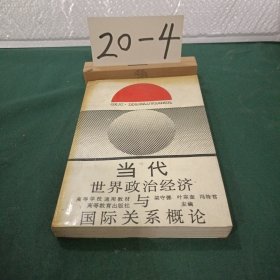 20-4
当代
世界政治经济
高等学校适用教材 梁守德 叶宗奎 冯特君
高等教育出版社 主编
与
国际关系概论